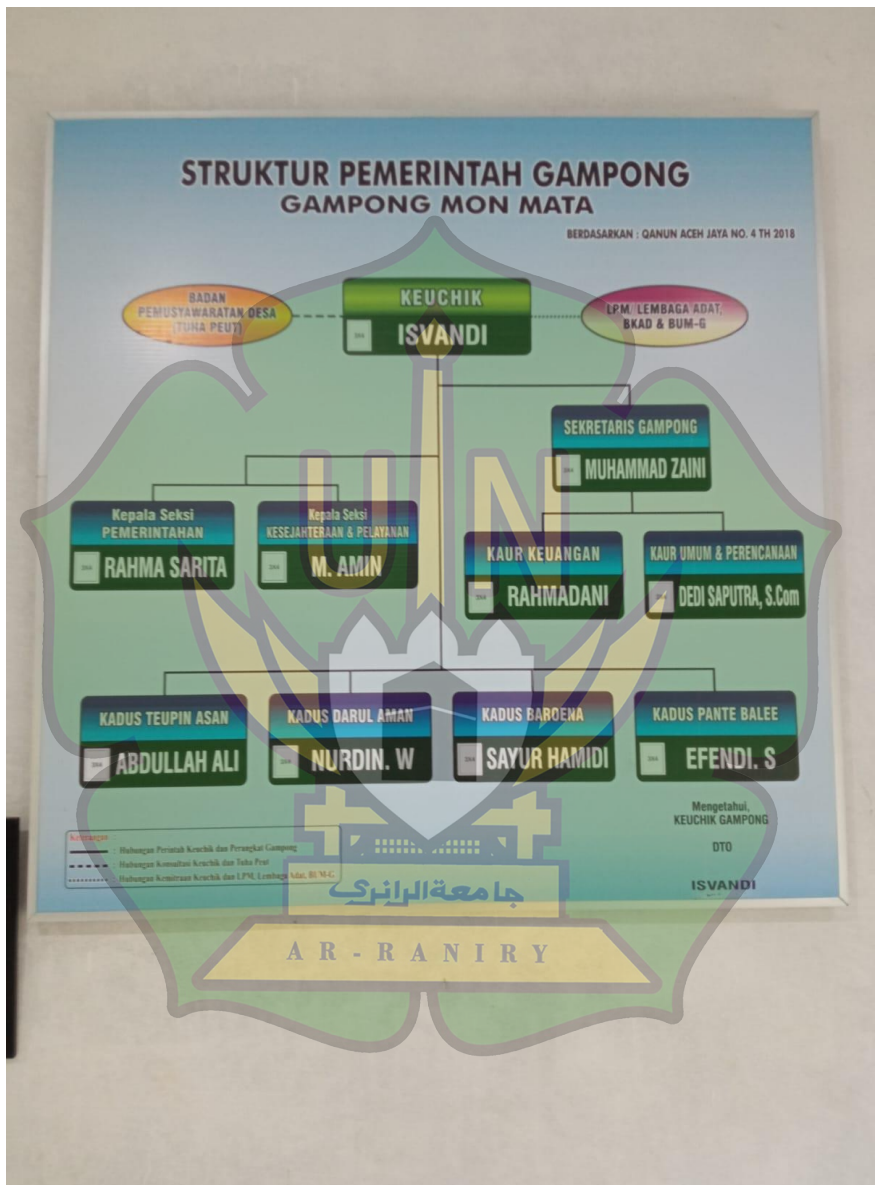 STRUKTUR PEMERINTAH GAMPONG
GAMPONG MON MATA
BERDASARKAN : QANUN ACEH JAYA NO. 4 TH 2018
BADAN
PEMUSYAWARATAN DESA
(TUHA PEUT)
KEUCHIK
ISVANDI
LPM/ LEMBAGA ADAT,
BKAD & BUM-G
SEKRETARIS GAMPONG
MUHAMMAD ZAINI
Kepala Seksi
PEMERINTAHAN
RAHMA SARITA
Kepala Seksi
KESEJAHTERAAN & PELAYANAN
M. AMIN
KAUR KEUANGAN
RAHMADANI
KAUR UMUM & PERENCANAAN
DEDI SAPUTRA, S.Com
KADUS TEUPIN ASAN
ABDULLAH ALI
KADUS DARUL AMAN
NURDIN. W
KADUS BAROENA
SAYUR HAMIDI
KADUS PANTE BALEE
EFENDI. S
Keterangan :
: Hubungan Perintah Keuchik dan Perangkat Gampong
: Hubungan Konsultasi Keuchik dan Tuha Peut
: Hubungan Kemitraan Keuchik dan LPM, Lembaga Adat, BUM-G
Mengetahui,
KEUCHIK GAMPONG
DTO
ISVANDI
UIN
جامعة الرانري
AR-RANIRY